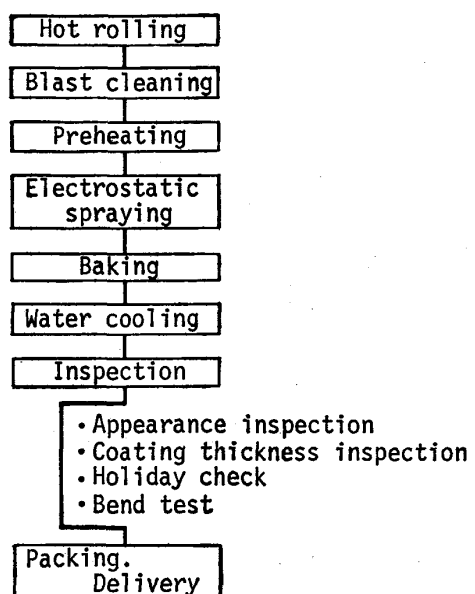 Hot rolling
Blast cleaning
Preheating
Electrostatic
spraying
Baking
Water cooling
Inspection
• Appearance inspection
• Coating thickness inspection
• Holiday check
• Bend test
Packing.
Delivery